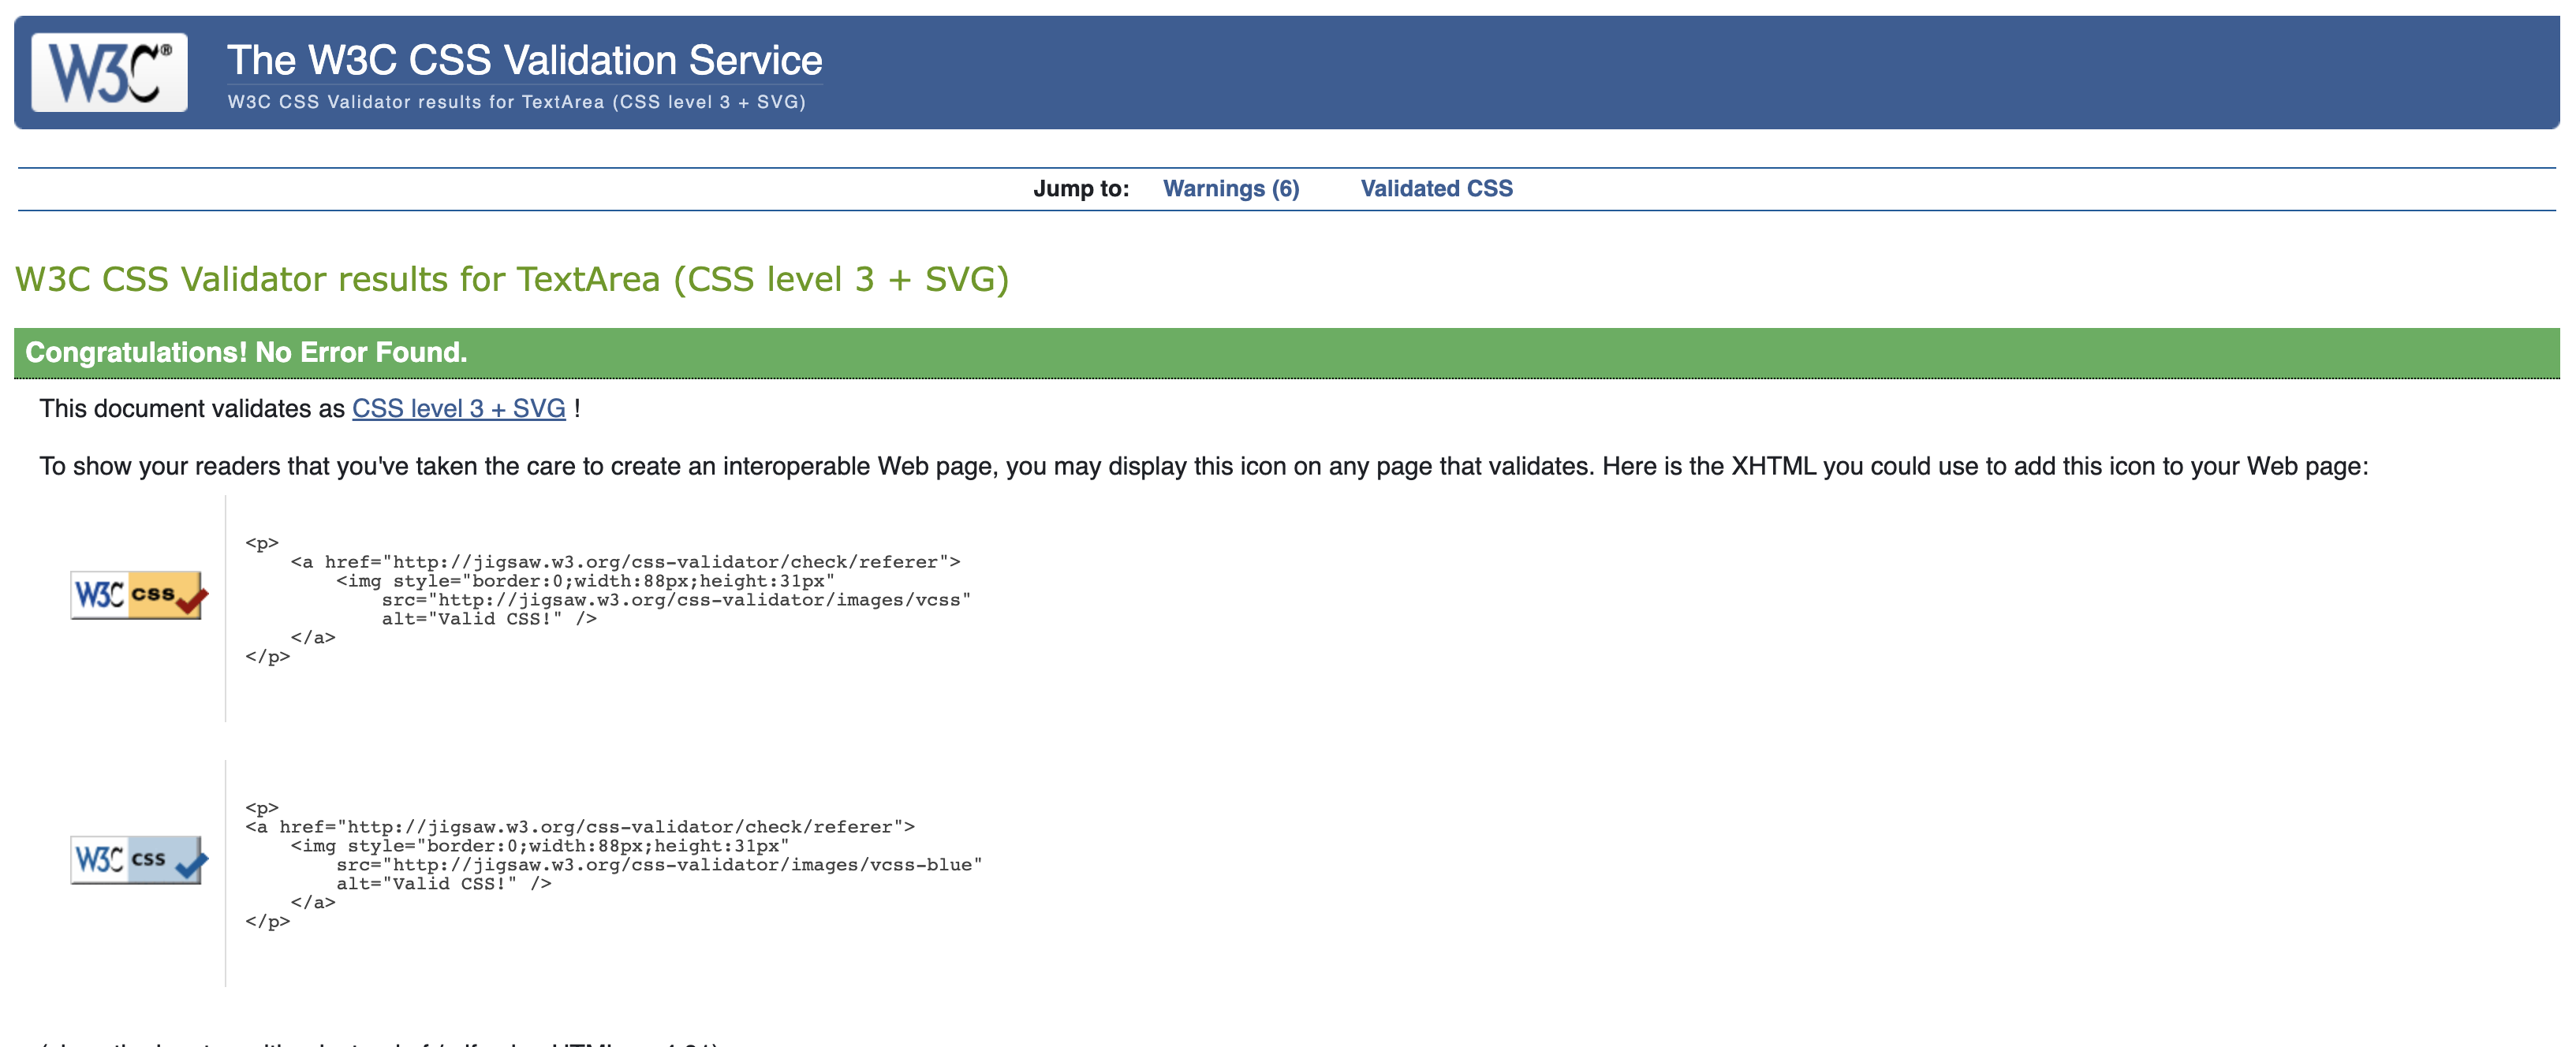 W3C®
The W3C CSS Validation Service
W3C CSS Validator results for TextArea (CSS level 3 + SVG)
Jump to: Warnings (6) Validated CSS
W3C CSS Validator results for TextArea (CSS level 3 + SVG)
Congratulations! No Error Found.
This document validates as CSS level 3 + SVG !
To show your readers that you've taken the care to create an interoperable Web page, you may display this icon on any page that validates. Here is the XHTML you could use to add this icon to your Web page:
W3C css
<p>
    <a href="http://jigsaw.w3.org/css-validator/check/referer">
        <img style="border:0;width:88px;height:31px"
            src="http://jigsaw.w3.org/css-validator/images/vcss"
            alt="Valid CSS!" />
    </a>
</p>
W3C css
<p>
<a href="http://jigsaw.w3.org/css-validator/check/referer">
    <img style="border:0;width:88px;height:31px"
        src="http://jigsaw.w3.org/css-validator/images/vcss-blue"
        alt="Valid CSS!" />
    </a>
</p>